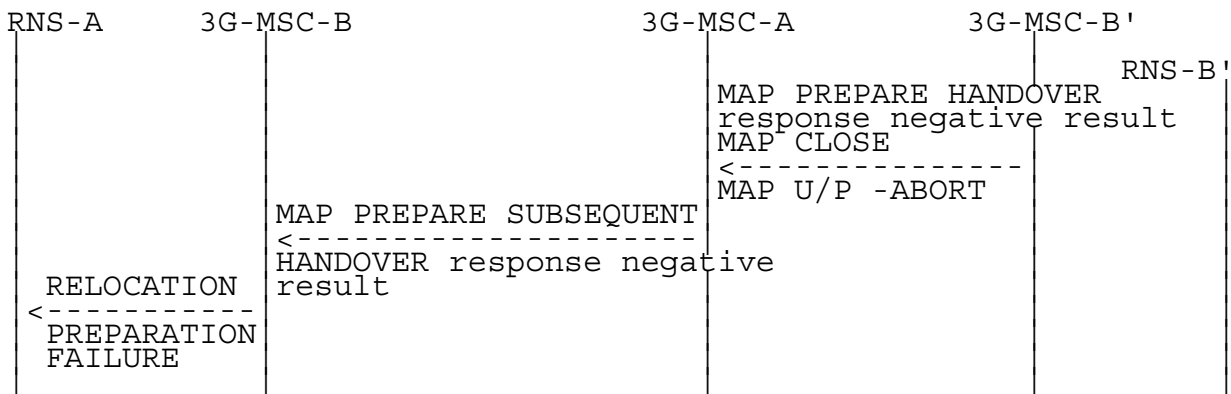 RNS-A 3G-MSC-B 3G-MSC-A 3G-MSC-B'
RNS-B'
MAP PREPARE HANDOVER
response negative result
MAP CLOSE
<---------------
MAP U/P -ABORT
MAP PREPARE SUBSEQUENT
<---------------------
HANDOVER response negative
result
RELOCATION
<-----------
PREPARATION
FAILURE